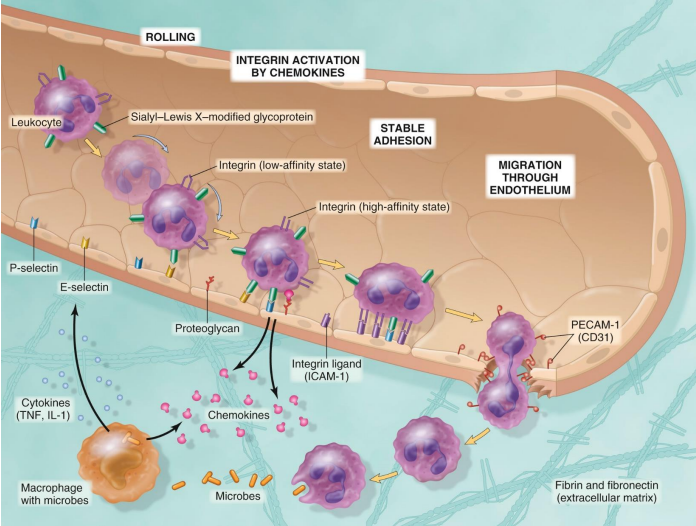 ROLLING
INTEGRIN ACTIVATION
BY CHEMOKINES
STABLE
ADHESION
MIGRATION
THROUGH
ENDOTHELIUM
Leukocyte
Sialyl–Lewis X–modified glycoprotein
Integrin (low-affinity state)
Integrin (high-affinity state)
P-selectin
E-selectin
Proteoglycan
Integrin ligand
(ICAM-1)
PECAM-1
(CD31)
Cytokines
(TNF, IL-1)
Chemokines
Macrophage
with microbes
Microbes
Fibrin and fibronectin
(extracellular matrix)